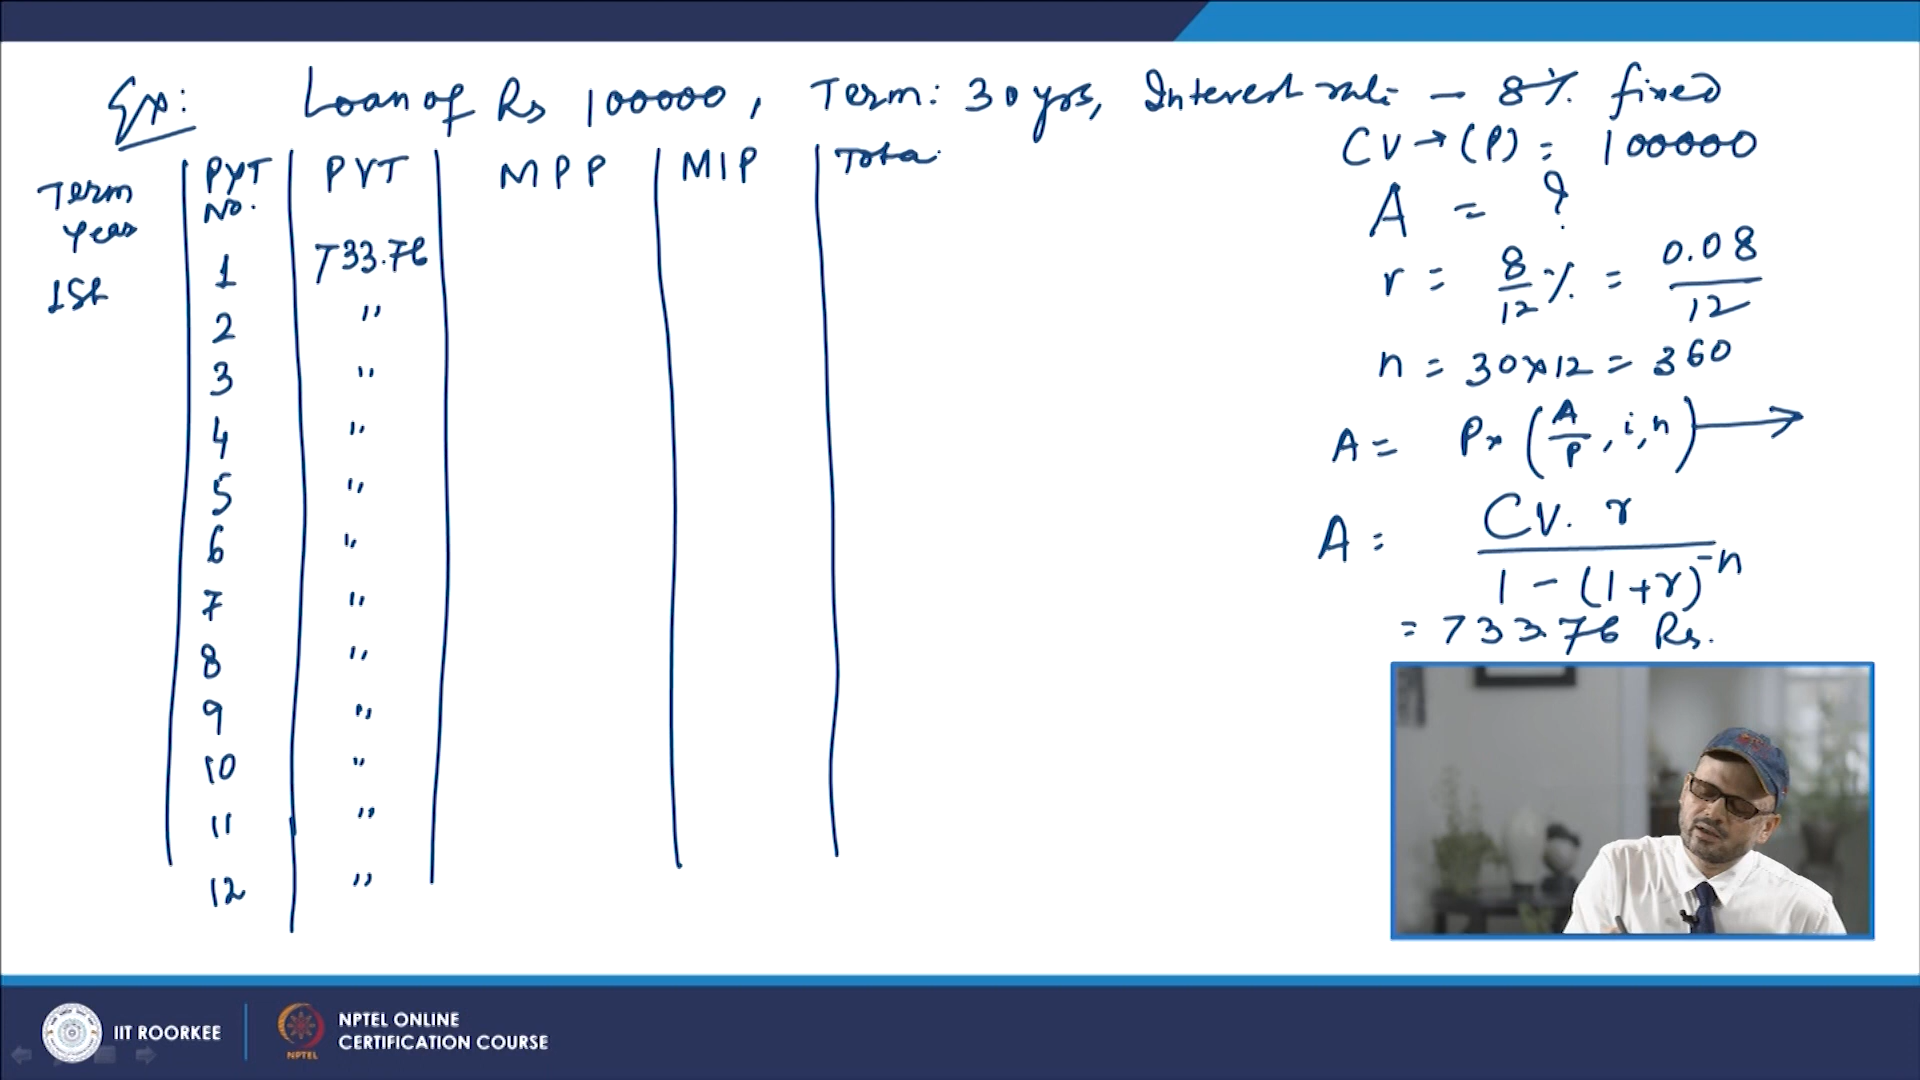 Ex: Loan of Rs 100000, Term: 30 yrs, Interest rate - 8% fixed
CV → (P) = 100000
Term Year
PYT No.
PYT
MPP
MIP
Total
A = ?
r = 8/12 % = 0.08/12
n = 30×12 = 360
A = P× (A/P, i, n) →
A = CV. r / 1 - (1+r)^-n
= 733.76 Rs.
1st
1 733.76
2 "
3 "
4 "
5 "
6 "
7 "
8 "
9 "
10 "
11 "
12 "
IIT ROORKEE
NPTEL
NPTEL ONLINE
CERTIFICATION COURSE